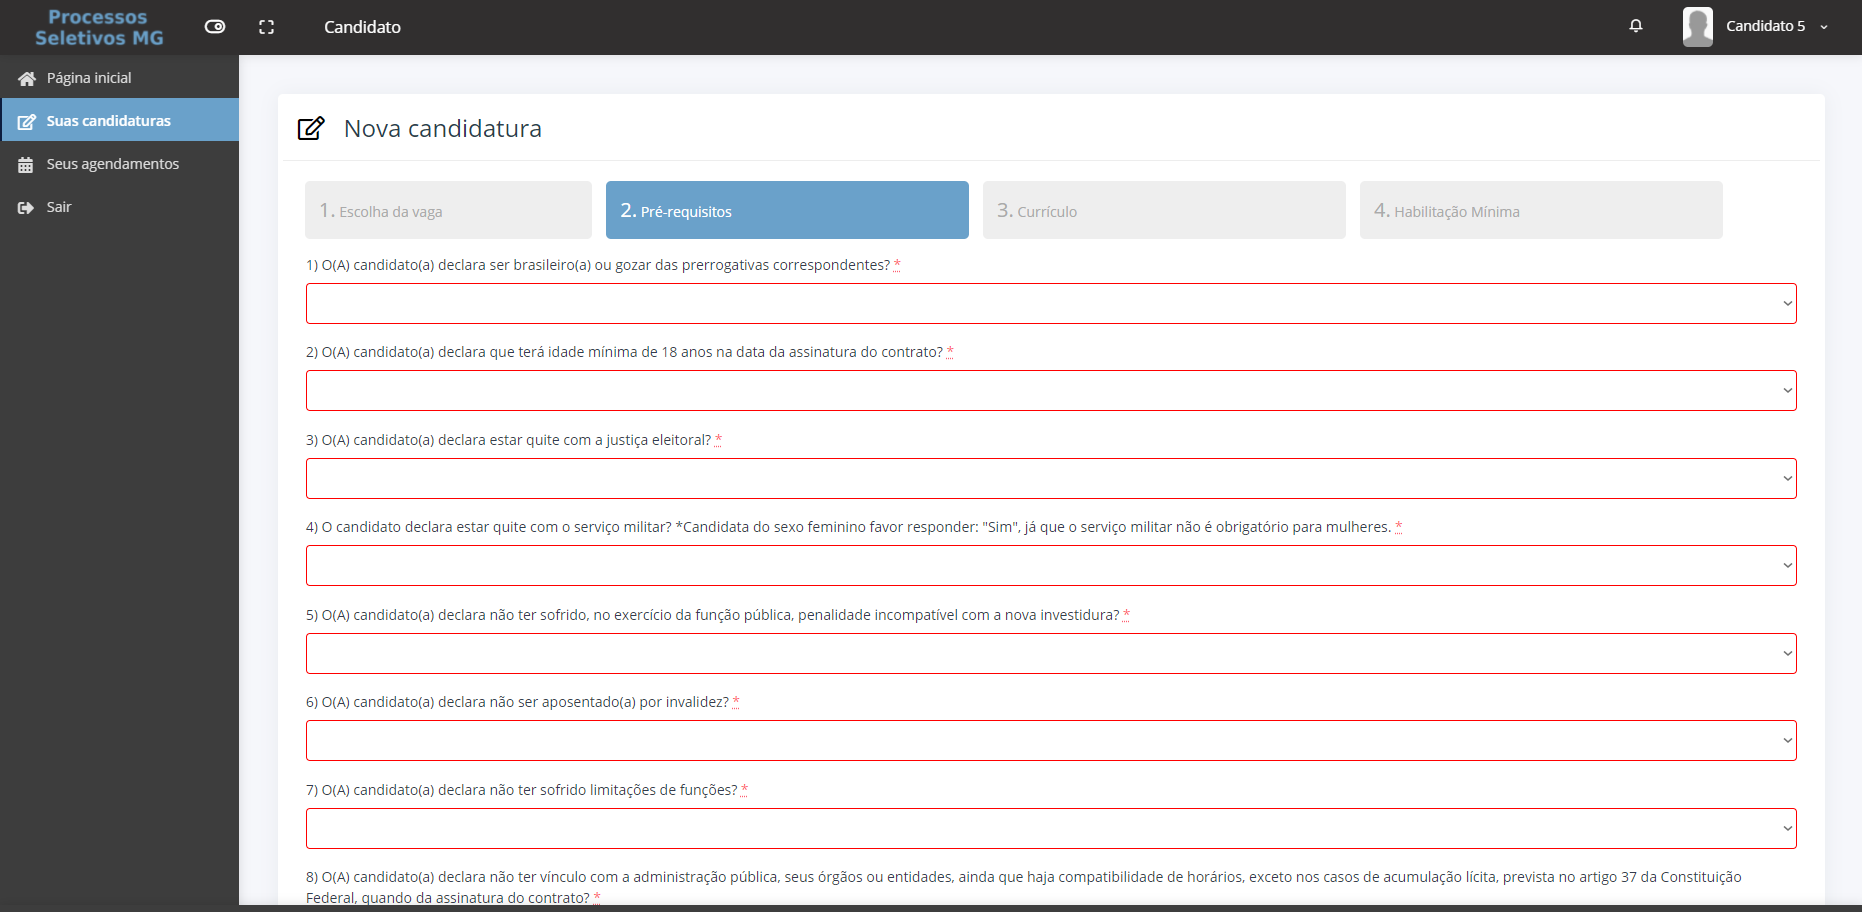 Processos
Seletivos MG
Candidato
Candidato 5
Página inicial
Suas candidaturas
Seus agendamentos
Sair
Nova candidatura
1. Escolha da vaga
2. Pré-requisitos
3. Currículo
4. Habilitação Mínima
1) O(A) candidato(a) declara ser brasileiro(a) ou gozar das prerrogativas correspondentes? *
2) O(A) candidato(a) declara que terá idade mínima de 18 anos na data da assinatura do contrato? *
3) O(A) candidato(a) declara estar quite com a justiça eleitoral? *
4) O candidato declara estar quite com o serviço militar? *Candidata do sexo feminino favor responder: "Sim", já que o serviço militar não é obrigatório para mulheres. *
5) O(A) candidato(a) declara não ter sofrido, no exercício da função pública, penalidade incompatível com a nova investidura? *
6) O(A) candidato(a) declara não ser aposentado(a) por invalidez? *
7) O(A) candidato(a) declara não ter sofrido limitações de funções? *
8) O(A) candidato(a) declara não ter vínculo com a administração pública, seus órgãos ou entidades, ainda que haja compatibilidade de horários, exceto nos casos de acumulação lícita, prevista no artigo 37 da Constituição
Federal, quando da assinatura do contrato? *